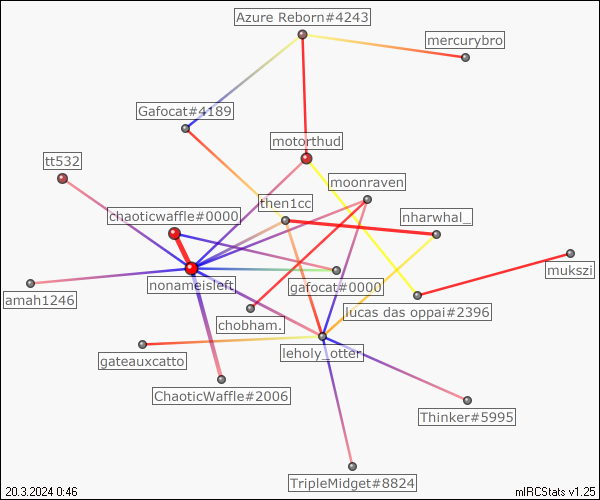 Azure Reborn#4243
mercurybro
Gafocat#4189
motorthud
tt532
moonraven
then1cc
chaoticwaffle#0000
nharwhal_
mukszi
nonameisleft
gafocat#0000
amah1246
lucas das oppai#2396
chobham.
leholy_otter
gateauxcatto
ChaoticWaffle#2006
Thinker#5995
TripleMidget#8824
20.3.2024 0:46
mIRCStats v1.25